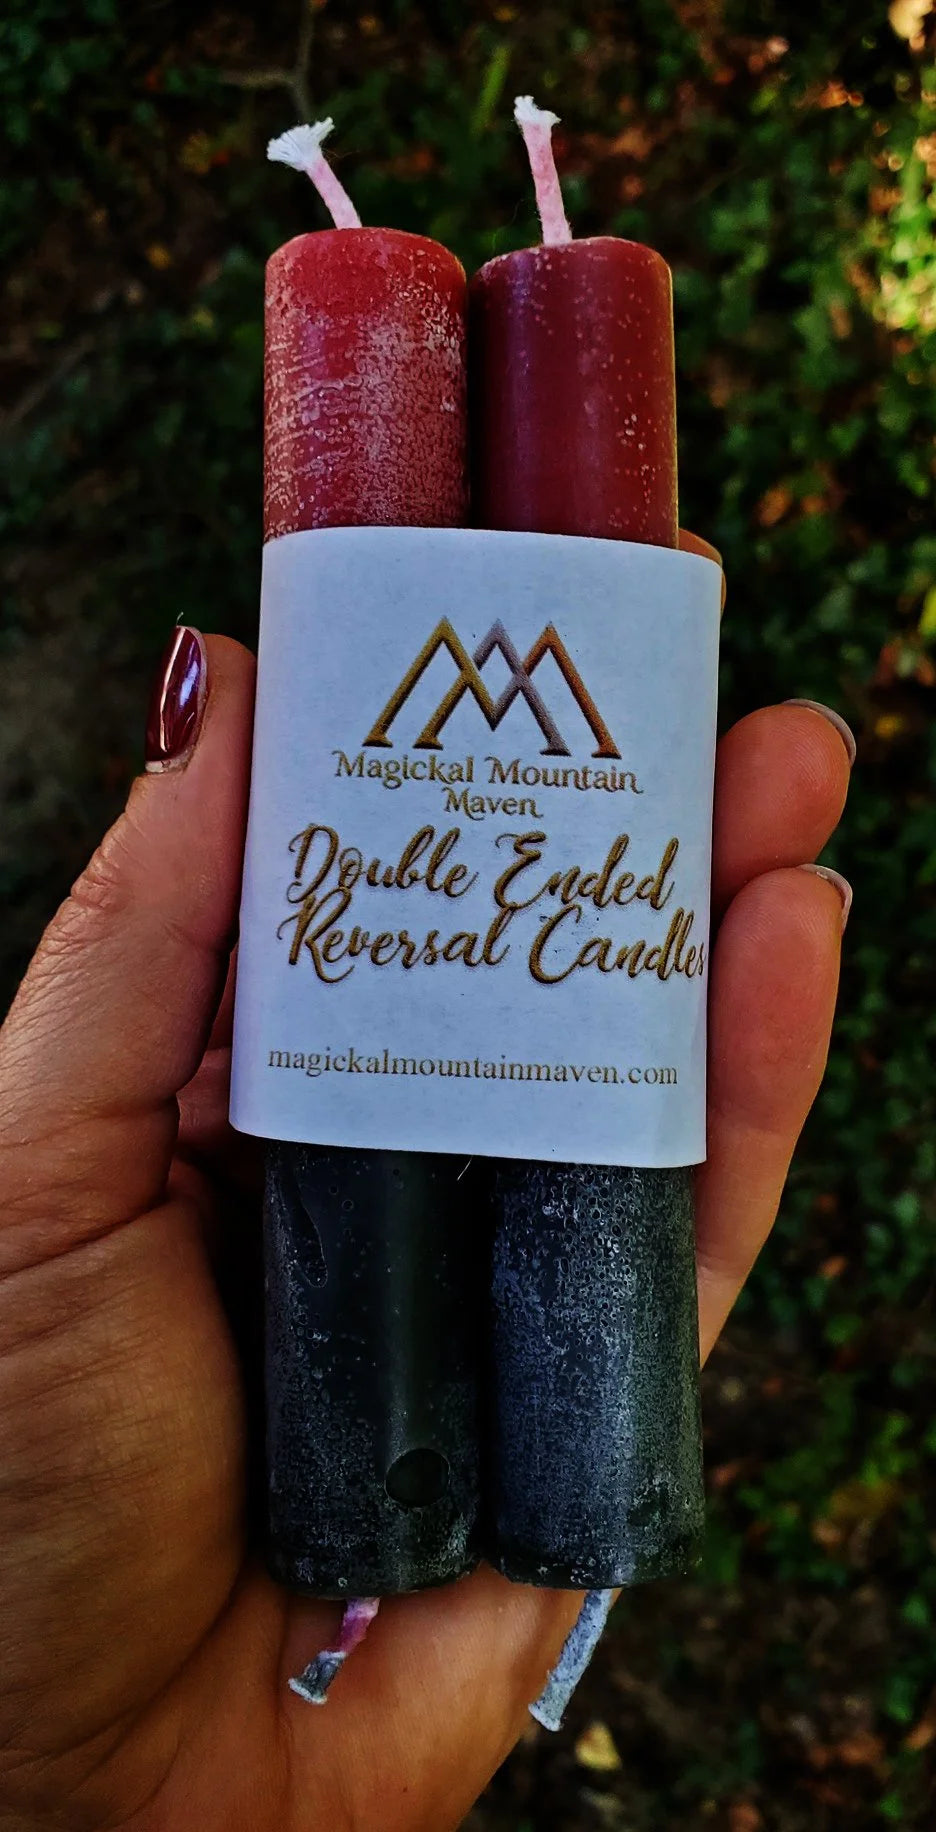 Magickal Mountain
Maven
Double Ended
Reversal Candles
magickalmountainmaven.com